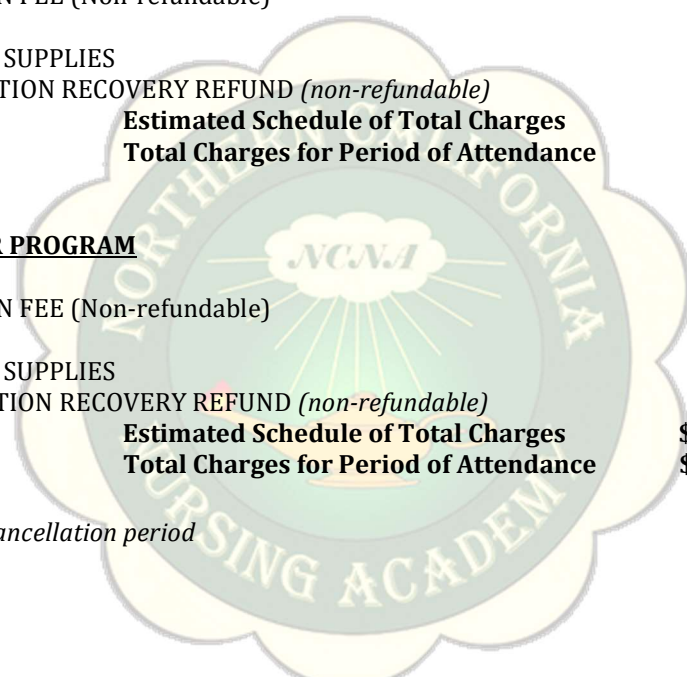 N FEE (Non-refundable)
SUPPLIES
TION RECOVERY REFUND (non-refundable)
Estimated Schedule of Total Charges
Total Charges for Period of Attendance
R PROGRAM
N FEE (Non-refundable)
SUPPLIES
TION RECOVERY REFUND (non-refundable)
Estimated Schedule of Total Charges $
Total Charges for Period of Attendance $
ancellation period
NORTHERN CALIFORNIA
NCNA
NURSING ACADEMY